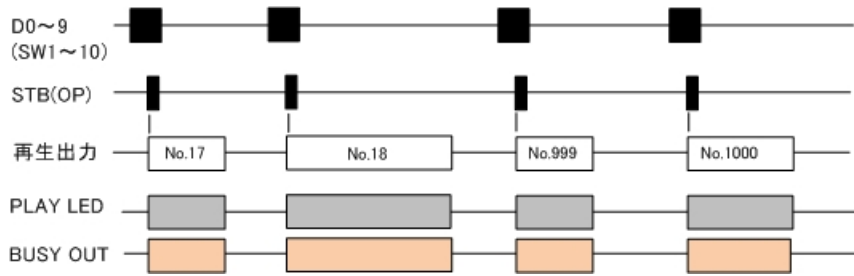 D0～9
(SW1～10)
STB(OP)
再生出力
No.17
No.18
No.999
No.1000
PLAY LED
BUSY OUT